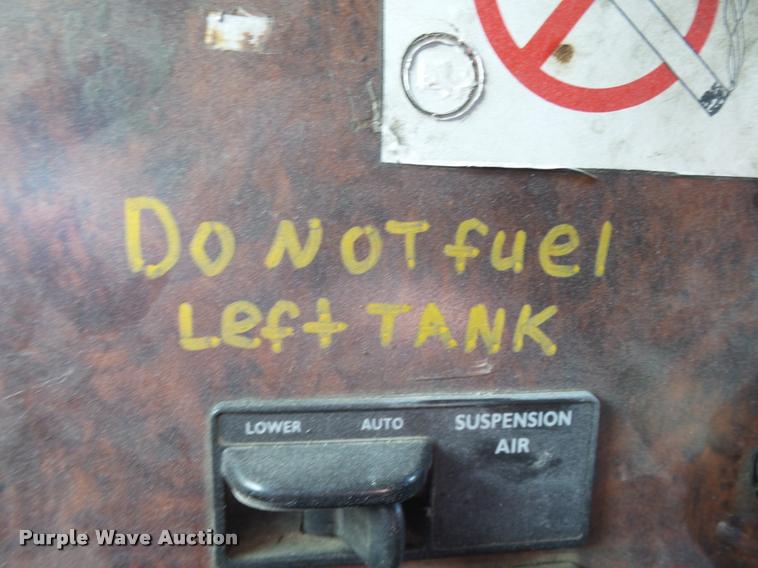 Do NOT fuel
Left TANK
LOWER AUTO SUSPENSION
AIR
Purple Wave Auction